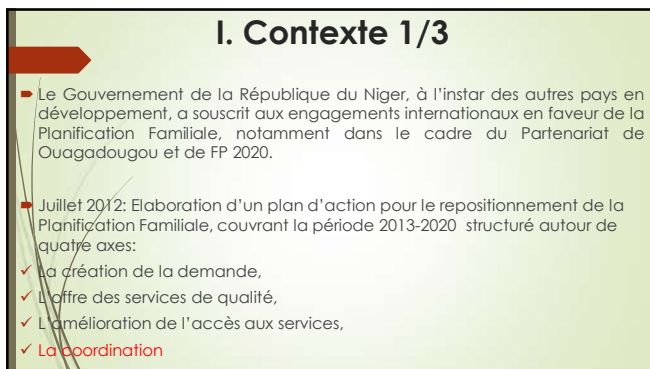 I. Contexte 1/3
Le Gouvernement de la République du Niger, à l'instar des autres pays en
développement, a souscrit aux engagements internationaux en faveur de la
Planification Familiale, notamment dans le cadre du Partenariat de
Ouagadougou et de FP 2020.
Juillet 2012: Elaboration d'un plan d'action pour le repositionnement de la
Planification Familiale, couvrant la période 2013-2020 structuré autour de
quatre axes:
✓ La création de la demande,
✓ L'offre des services de qualité,
✓ L'amélioration de l'accès aux services,
✓ La coordination